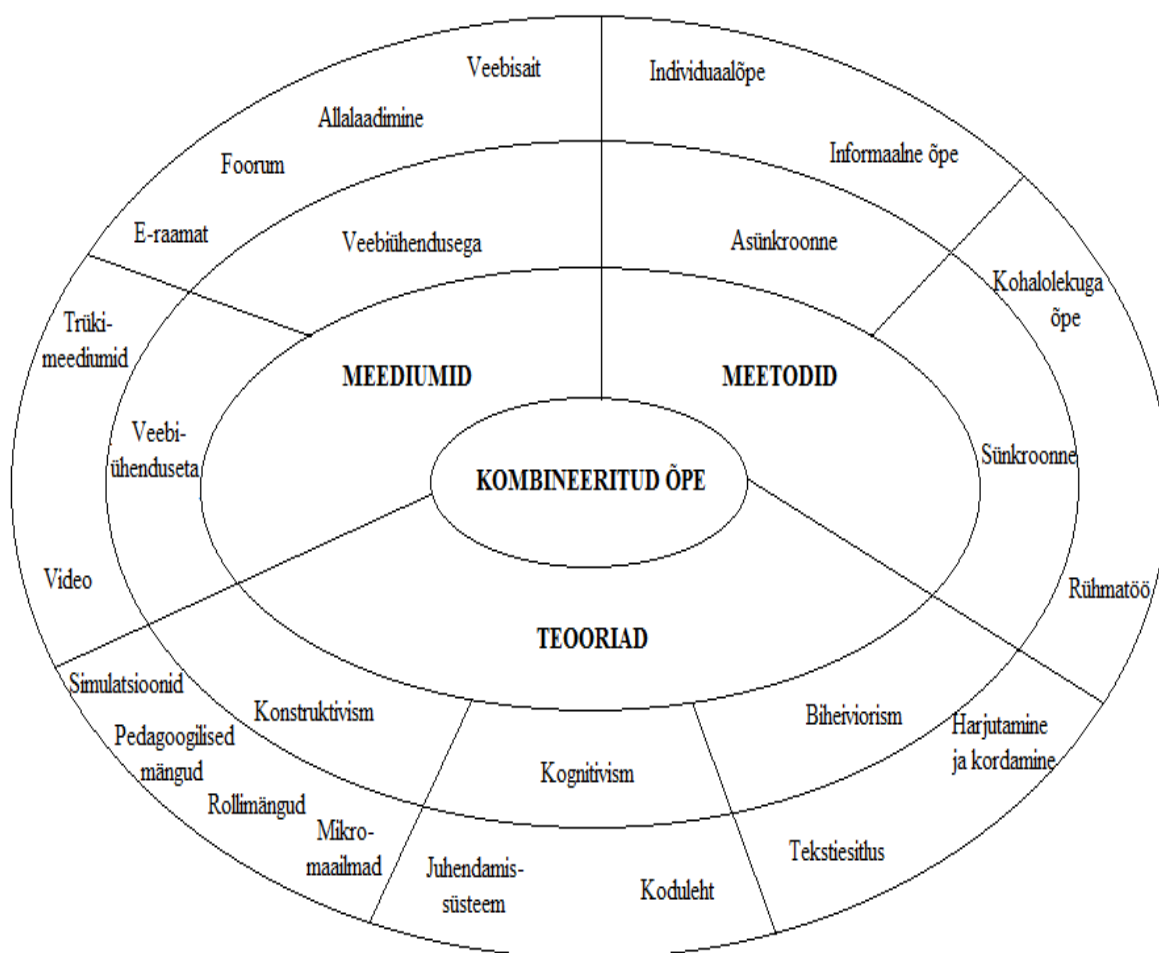 Veebisait
Individuaalõpe
Allalaadimine
Informaalne õpe
Foorum
E-raamat
Veebiühendusega
Asünkroonne
Kohalolekuga
õpe
Trüki-
meediumid
MEEDIUMID
MEETODID
Veebi-
ühenduseta
Sünkroonne
KOMBINEERITUD ÕPE
Video
Rühmatöö
TEOORIAD
Simulatsioonid
Konstruktivism
Biheiviorism
Harjutamine
ja kordamine
Pedagoogilised
mängud
Kognitivism
Rollimängud
Mikro-
maailmad
Juhendamis-
süsteem
Koduleht
Tekstiesitlus